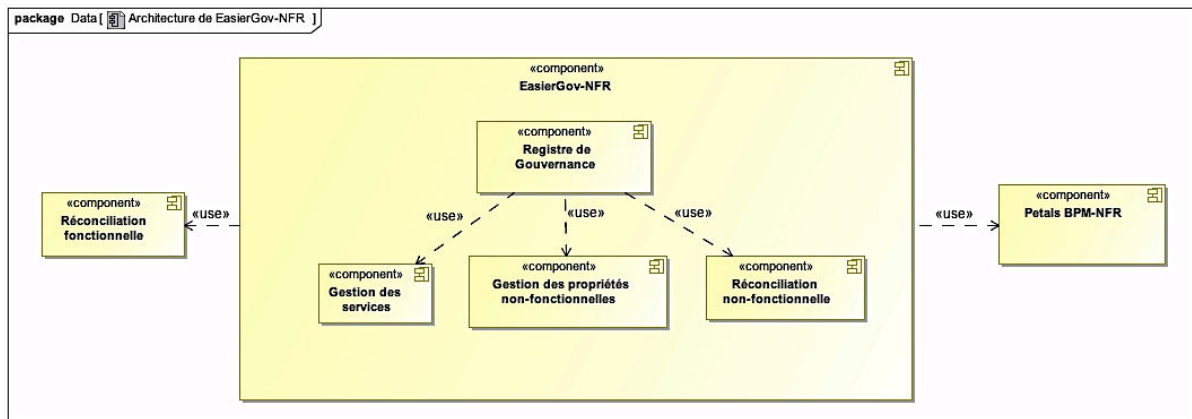 package Data [ Architecture de EasierGov-NFR ]
«component»
EasierGov-NFR
«component»
Registre de
Gouvernance
«component»
Réconciliation
fonctionnelle
«use»
«use»
«use»
«use»
«use»
«component»
Petals BPM-NFR
«component»
Gestion des
services
«component»
Gestion des propriétés
non-fonctionnelles
«component»
Réconciliation
non-fonctionnelle